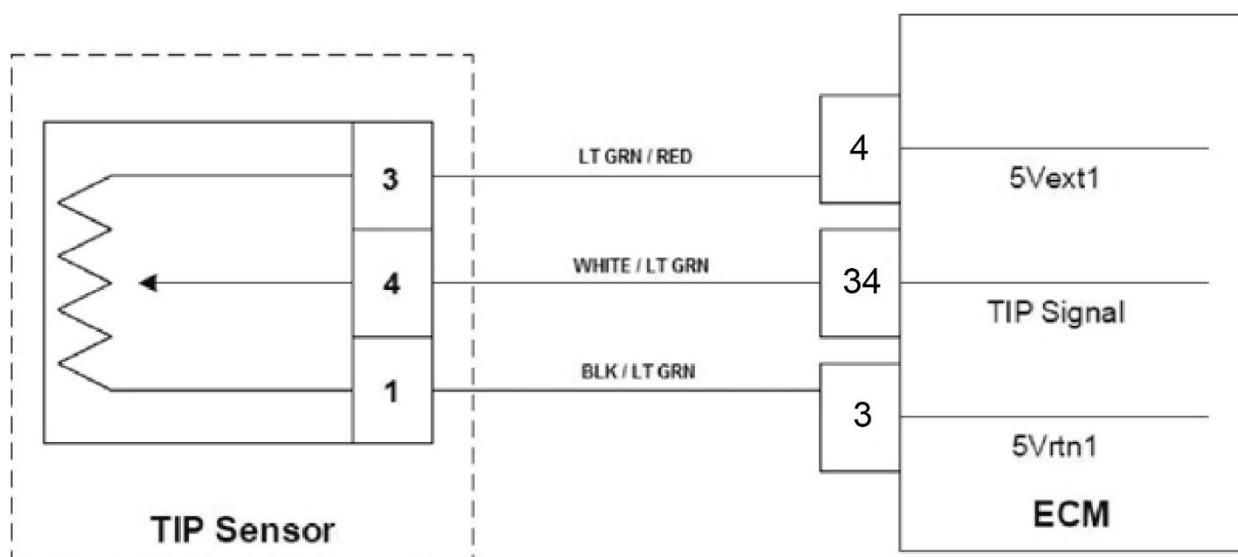 LT GRN / RED
3
4
5Vext1
WHITE / LT GRN
4
34
TIP Signal
BLK / LT GRN
1
3
5Vrtn1
TIP Sensor
ECM